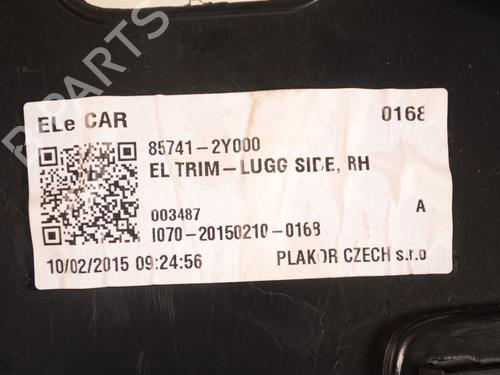 B PARTS
ELe CAR 0168
85741-2Y000
EL TRIM-LUGG SIDE, RH
003487 A
I070-20150210-0168
10/02/2015 09:24:56 PLAKOR CZECH s.r.o